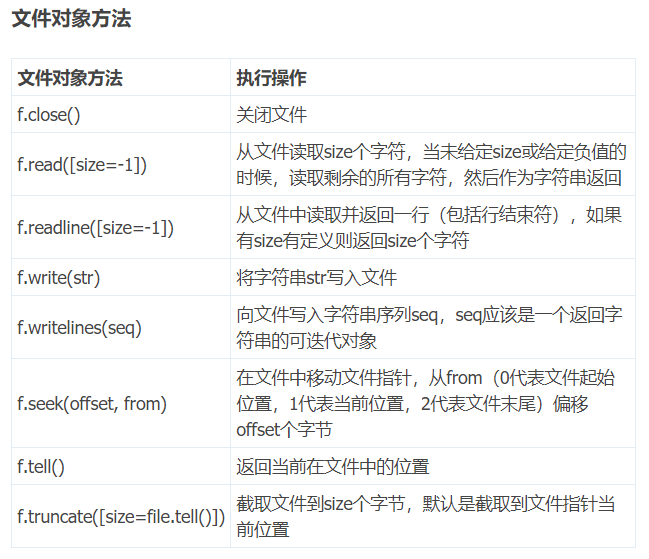 文件对象方法
文件对象方法 执行操作
f.close() 关闭文件
f.read([size=-1]) 从文件读取size个字符，当未给定size或给定负值的
时候，读取剩余的所有字符，然后作为字符串返回
f.readline([size=-1]) 从文件中读取并返回一行（包括行结束符），如果
有size有定义则返回size个字符
f.write(str) 将字符串str写入文件
f.writelines(seq) 向文件写入字符串序列seq，seq应该是一个返回字
符串的可迭代对象
f.seek(offset, from) 在文件中移动文件指针，从from（0代表文件起始
位置，1代表当前位置，2代表文件末尾）偏移
offset个字节
f.tell() 返回当前在文件中的位置
f.truncate([size=file.tell()]) 截取文件到size个字节，默认是截取到文件指针当
前位置